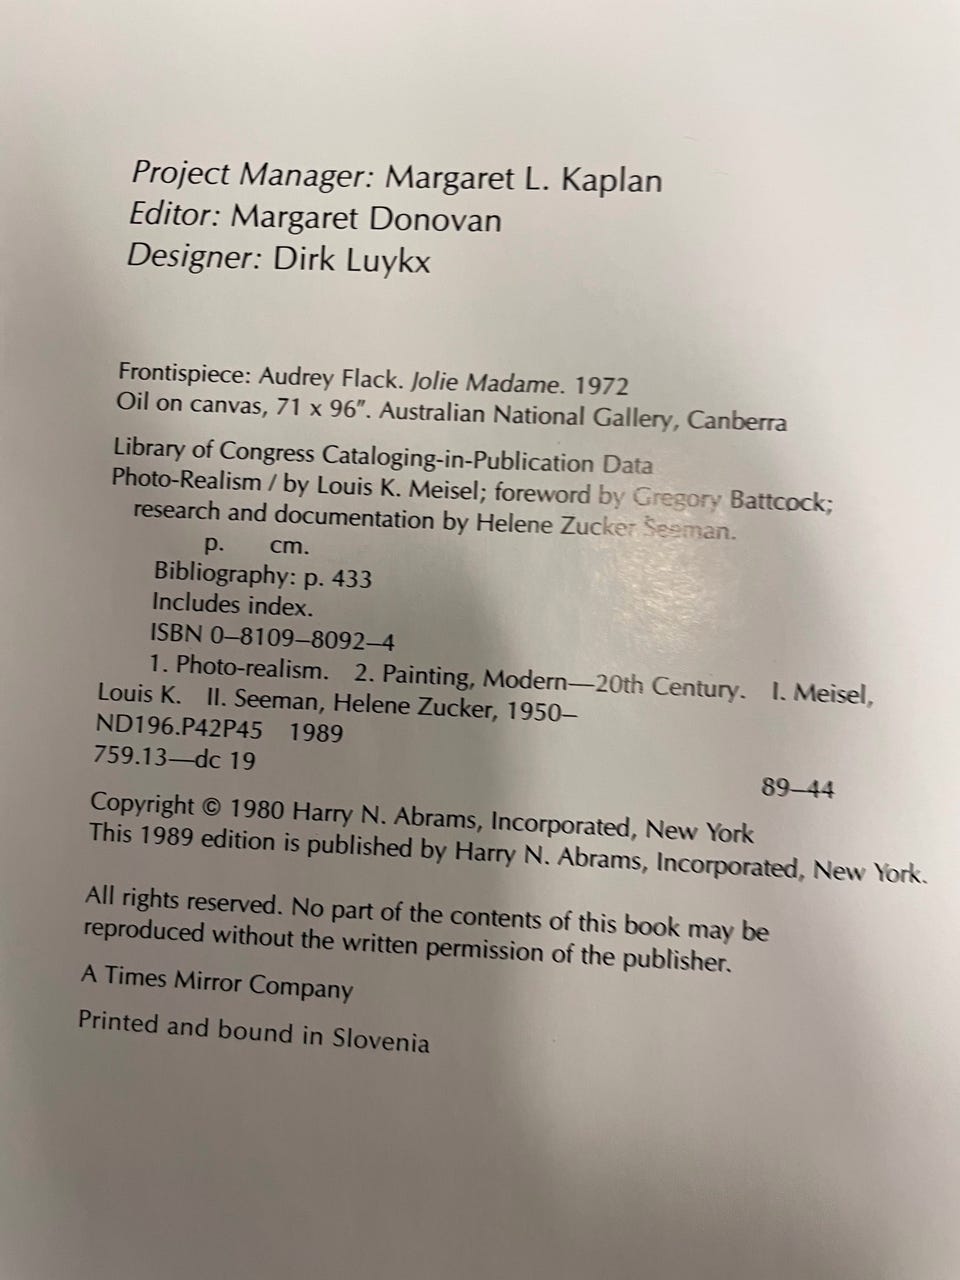 Project Manager: Margaret L. Kaplan
Editor: Margaret Donovan
Designer: Dirk Luykx
Frontispiece: Audrey Flack. Jolie Madame. 1972
Oil on canvas, 71 x 96″. Australian National Gallery, Canberra
Library of Congress Cataloging-in-Publication Data
Photo-Realism / by Louis K. Meisel; foreword by Gregory Battcock;
research and documentation by Helene Zucker Seeman.
p. cm.
Bibliography: p. 433
Includes index.
ISBN 0–8109–8092–4
1. Photo-realism. 2. Painting, Modern—20th Century. I. Meisel,
Louis K. II. Seeman, Helene Zucker, 1950–
ND196.P42P45 1989
759.13—dc 19
89–44
Copyright © 1980 Harry N. Abrams, Incorporated, New York
This 1989 edition is published by Harry N. Abrams, Incorporated, New York.
All rights reserved. No part of the contents of this book may be
reproduced without the written permission of the publisher.
A Times Mirror Company
Printed and bound in Slovenia